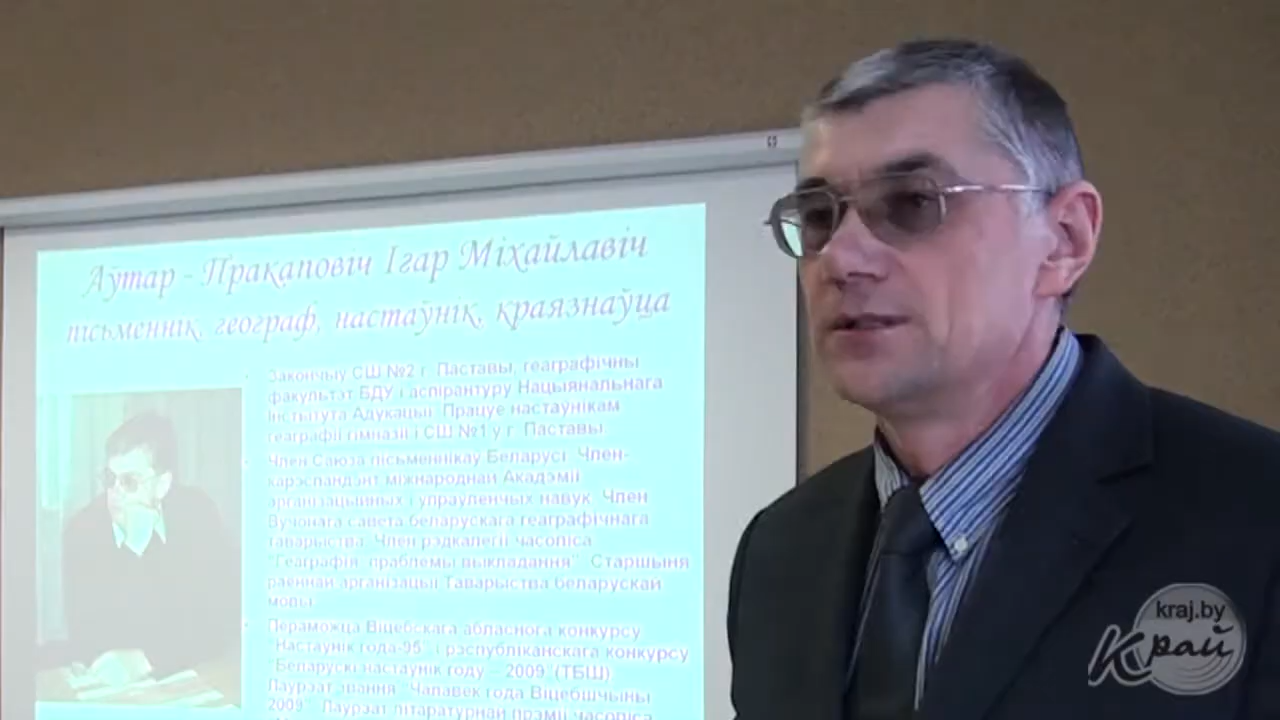 Аўтар - Пракаповіч Ігар Міхайлавіч
пісьменнік, географ, настаўнік, краязнаўца
Закончыў СШ №2 г. Паставы, геаграфічны
факультэт БДУ і аспірантуру Нацыянальнага
Інстытута Адукацыі. Працуе настаўнікам
геаграфіі гімназіі і СШ №1 у г. Паставы.
Член Саюза пісьменнікаў Беларусі. Член-
карэспандэнт міжнароднай Акадэміі
арганізацыйных і упраўленчых навук. Член
Вучонага савета беларускага геаграфічнага
таварыства. Член рэдкалегіі часопіса
"Геаграфія: праблемы выкладання". Старшыня
раённай арганізацыі Таварыства беларускай
мовы.
Пераможца Віцебскага абласнога конкурсу
"Настаўнік года-95" і рэспубліканскага конкурсу
"Беларускі настаўнік году – 2009"(ТБШ).
Лаурэат звання "Чалавек года Віцебшчыны
2009". Лаурэат літаратурнай прэміі часопіса
kraj.by
Край